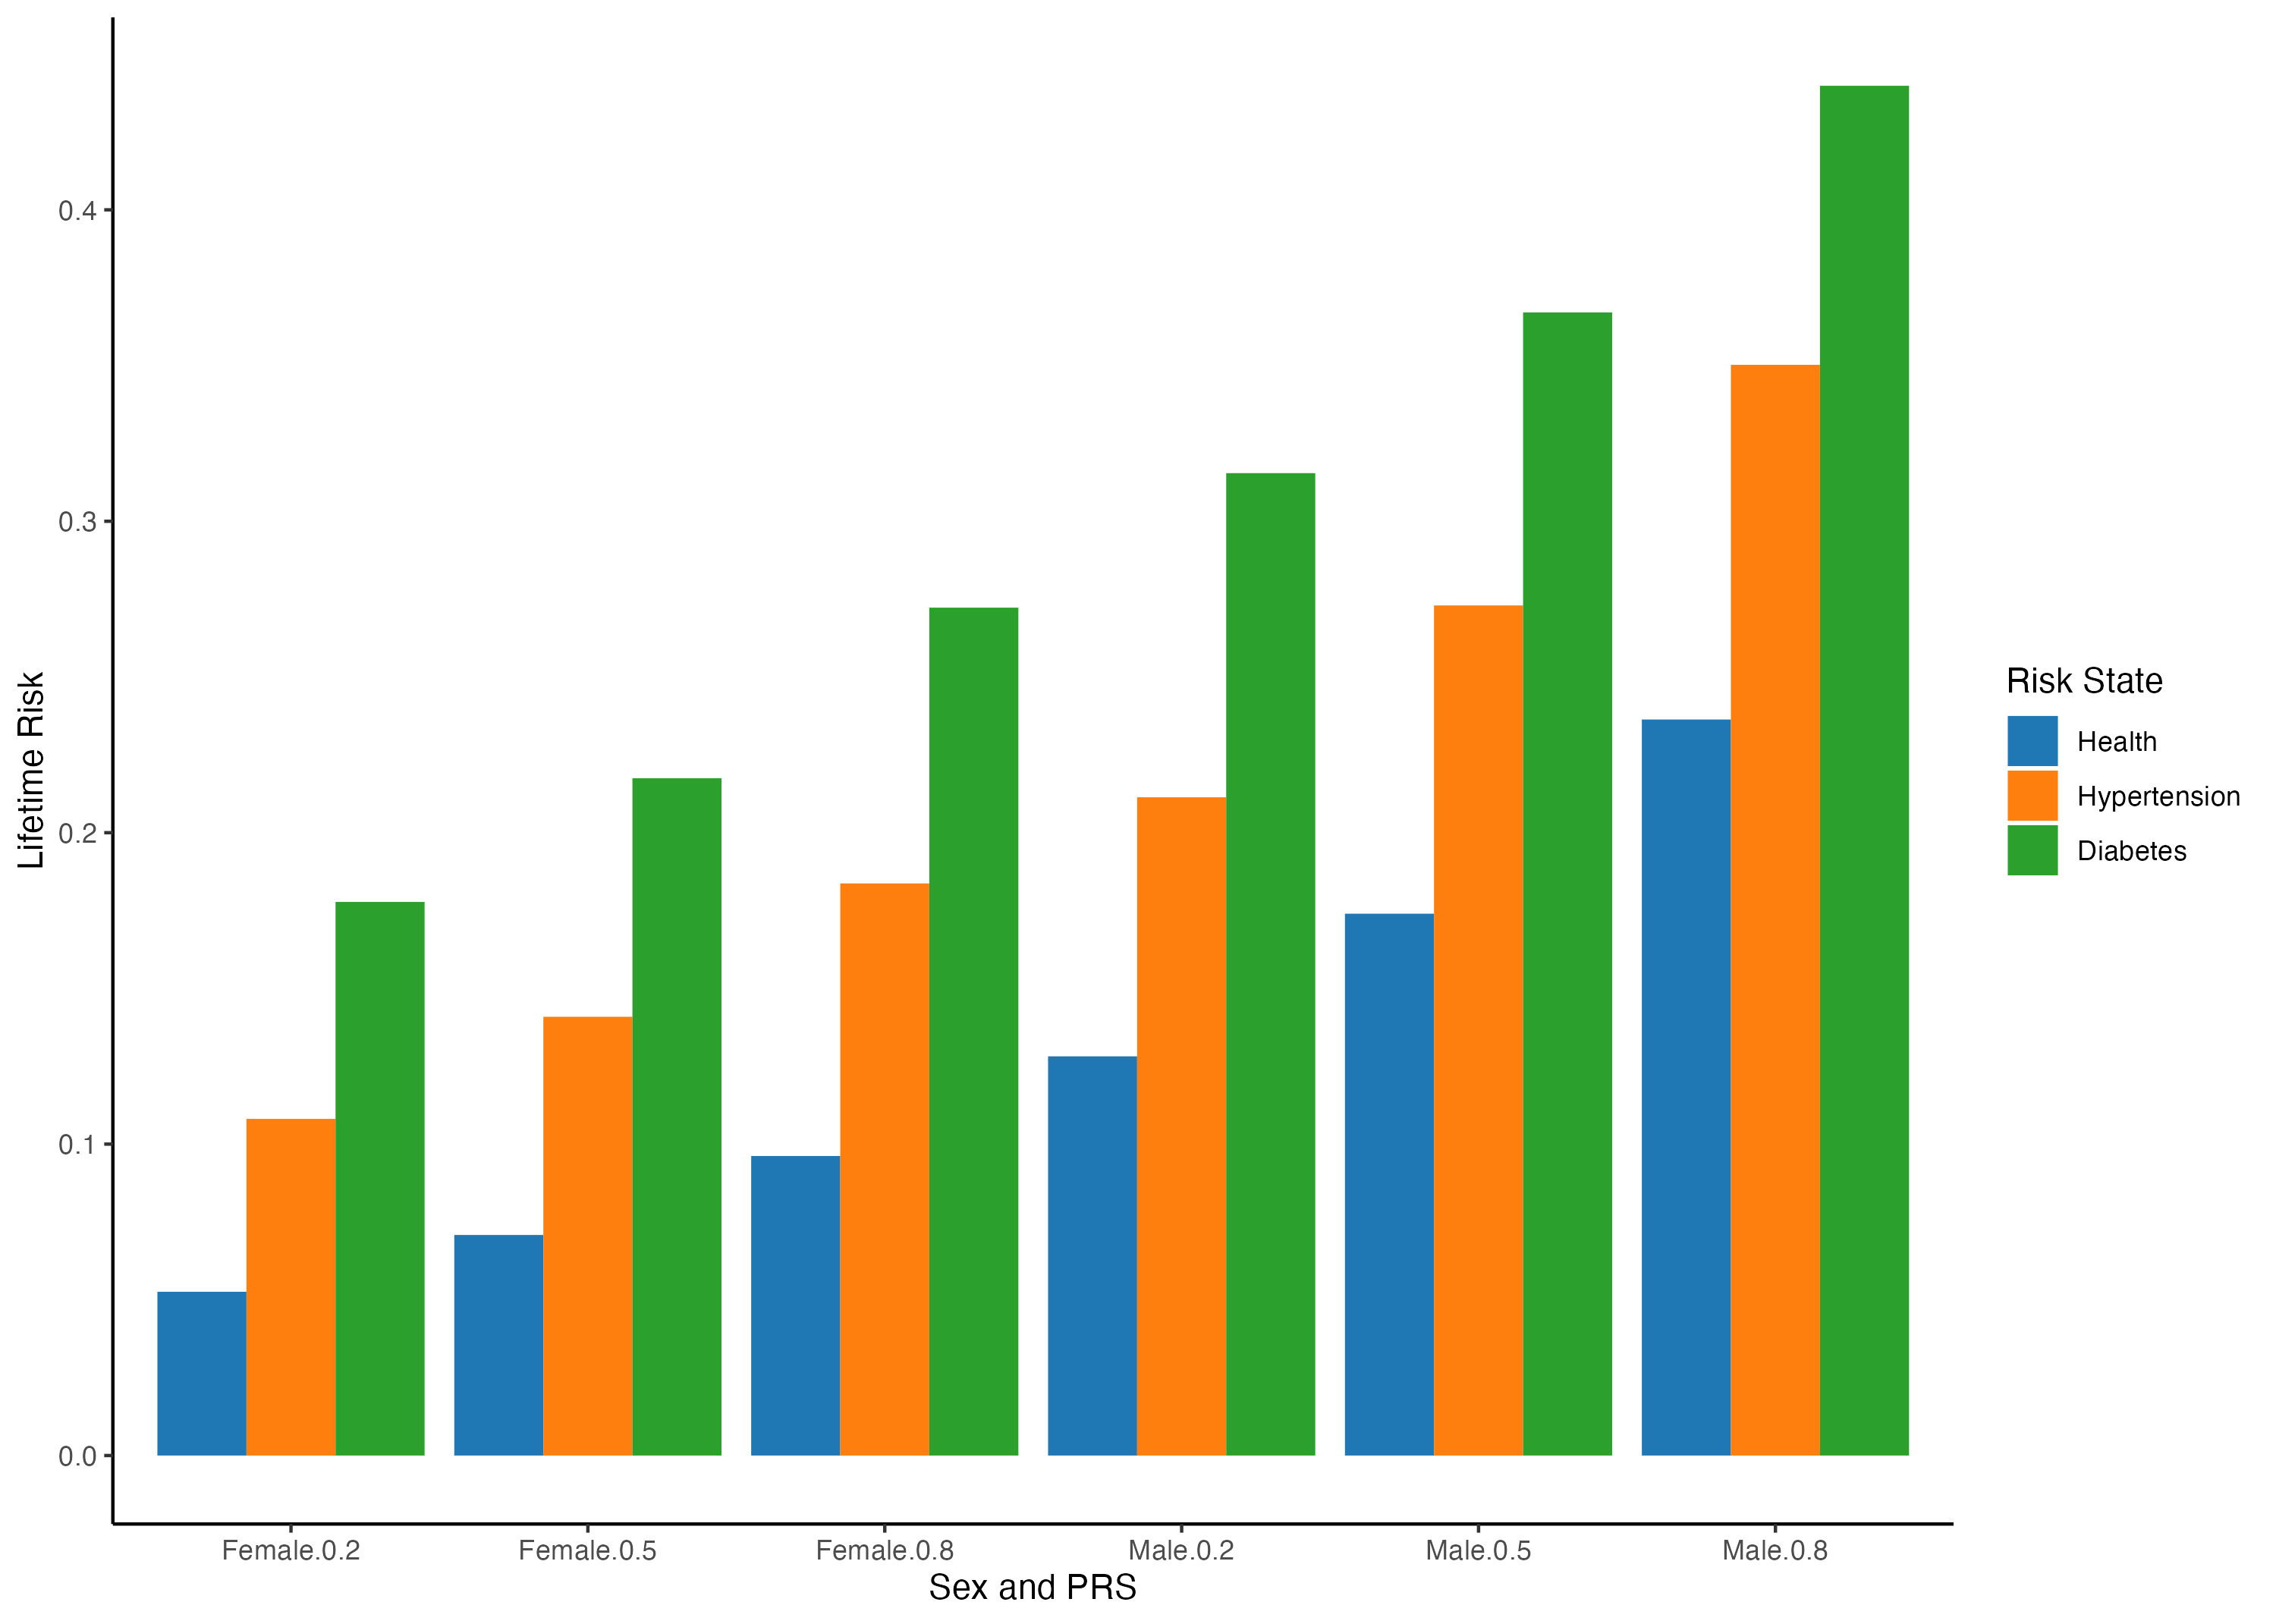 Lifetime Risk
0.4
0.3
0.2
0.1
0.0
Female.0.2
Female.0.5
Female.0.8
Male.0.2
Male.0.5
Male.0.8
Sex and PRS
Risk State
Health
Hypertension
Diabetes